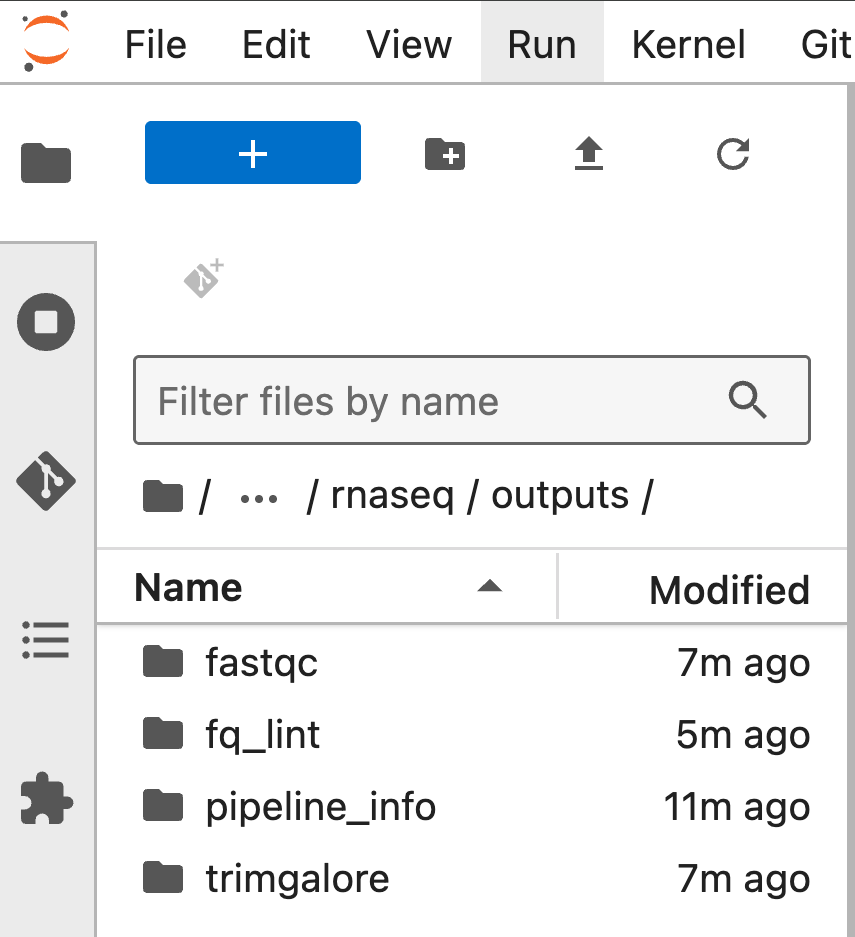 File Edit View Run Kernel Git
Filter files by name
/ ... / rnaseq / outputs /
Name Modified
fastqc 7m ago
fq_lint 5m ago
pipeline_info 11m ago
trimgalore 7m ago